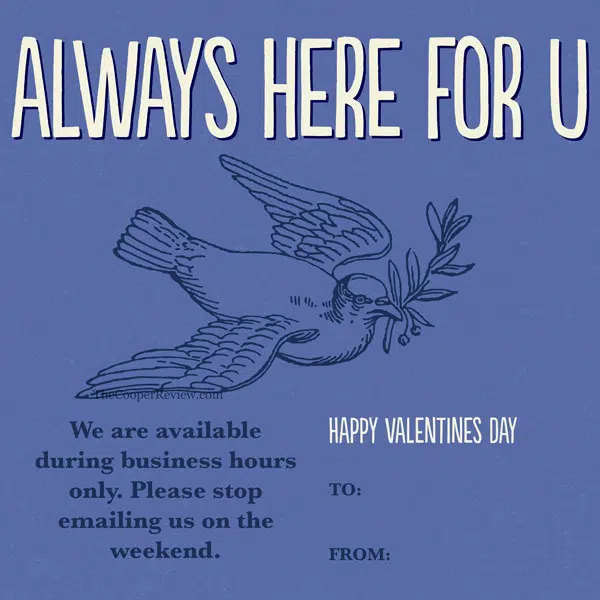 ALWAYS HERE FOR U
TheCooperReview.com
We are available
during business hours
only. Please stop
emailing us on the
weekend.
HAPPY VALENTINES DAY
TO:
FROM: